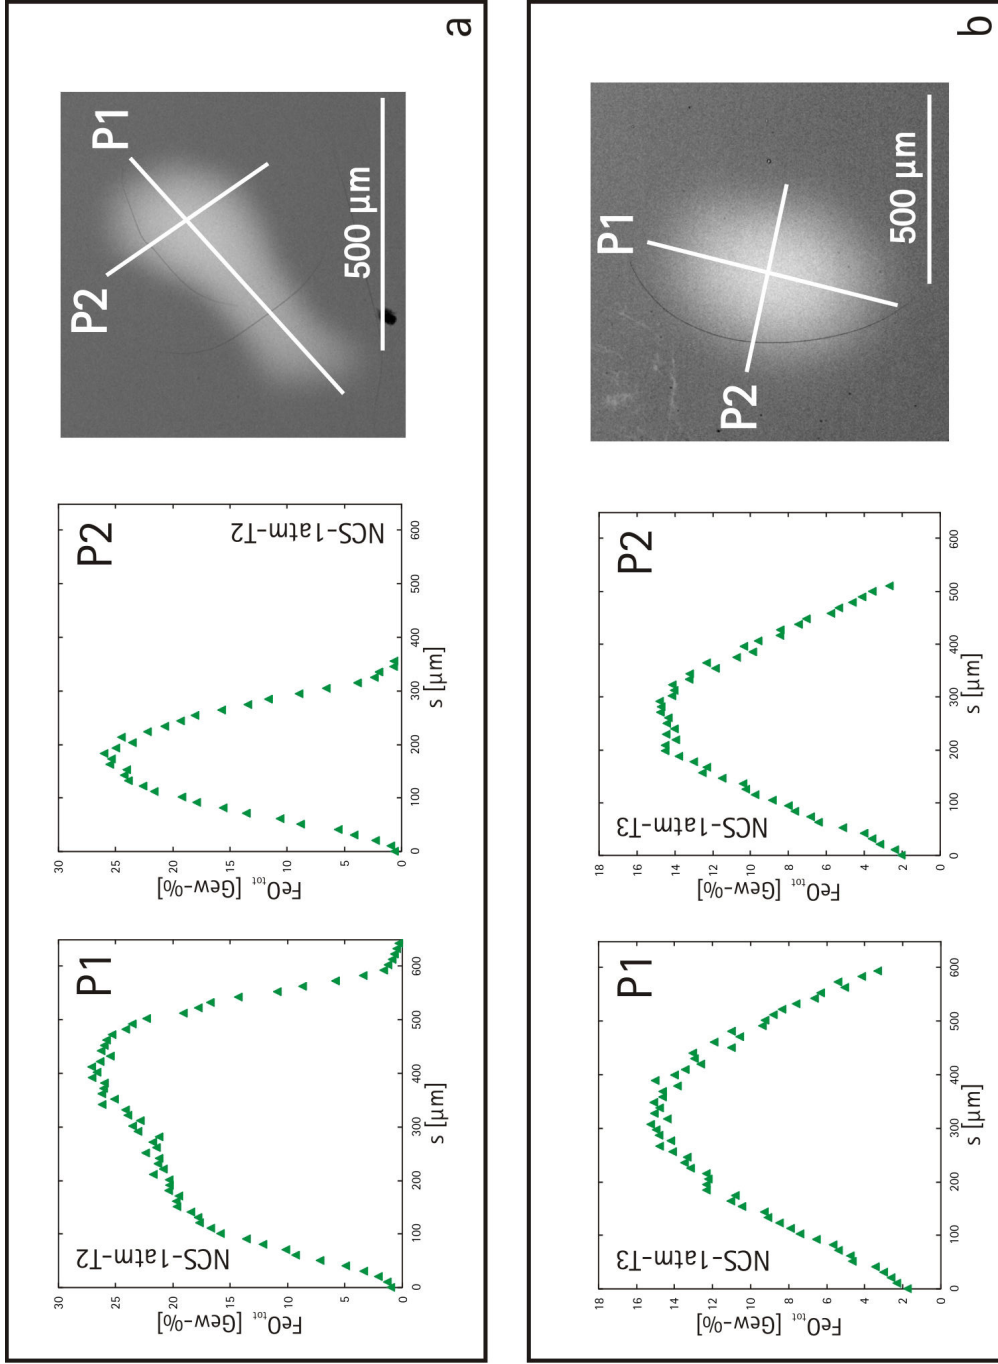 a
P1
P2
500 µm
P1
NCS-1atm-T2
FeOtot [Gew-%]
0 5 10 15 20 25 30
0 100 200 300 400 500 600
s [µm]
P2
NCS-1atm-T2
FeOtot [Gew-%]
0 5 10 15 20 25 30
0 100 200 300 400 500 600
s [µm]
b
P1
P2
500 µm
P1
NCS-1atm-T3
FeOtot [Gew-%]
0 2 4 6 8 10 12 14 16 18
0 100 200 300 400 500 600
s [µm]
P2
NCS-1atm-T3
FeOtot [Gew-%]
0 2 4 6 8 10 12 14 16 18
0 100 200 300 400 500 600
s [µm]